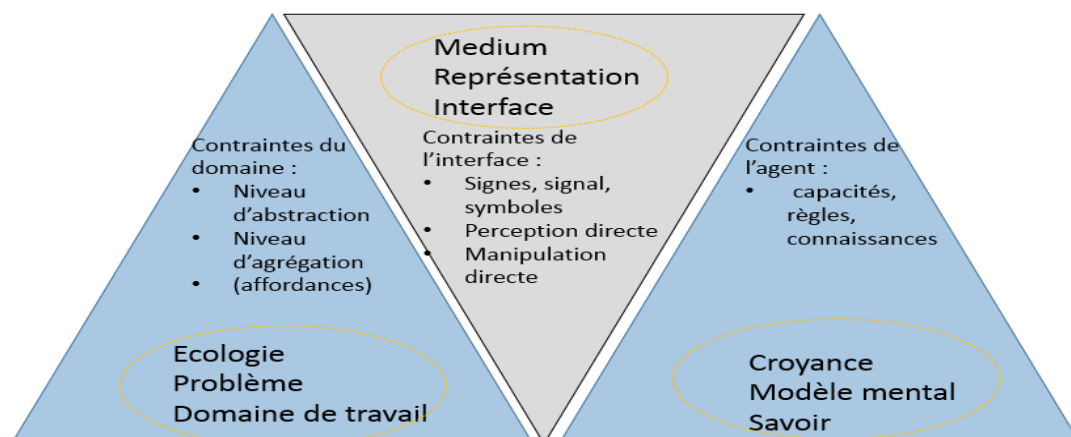 Medium
Représentation
Interface
Contraintes du
domaine :
• Niveau
d'abstraction
• Niveau
d'agrégation
• (affordances)
Contraintes de
l'interface :
• Signes, signal,
symboles
• Perception directe
• Manipulation
directe
Contraintes de
l'agent :
• capacités,
règles,
connaissances
Ecologie
Problème
Domaine de travail
Croyance
Modèle mental
Savoir